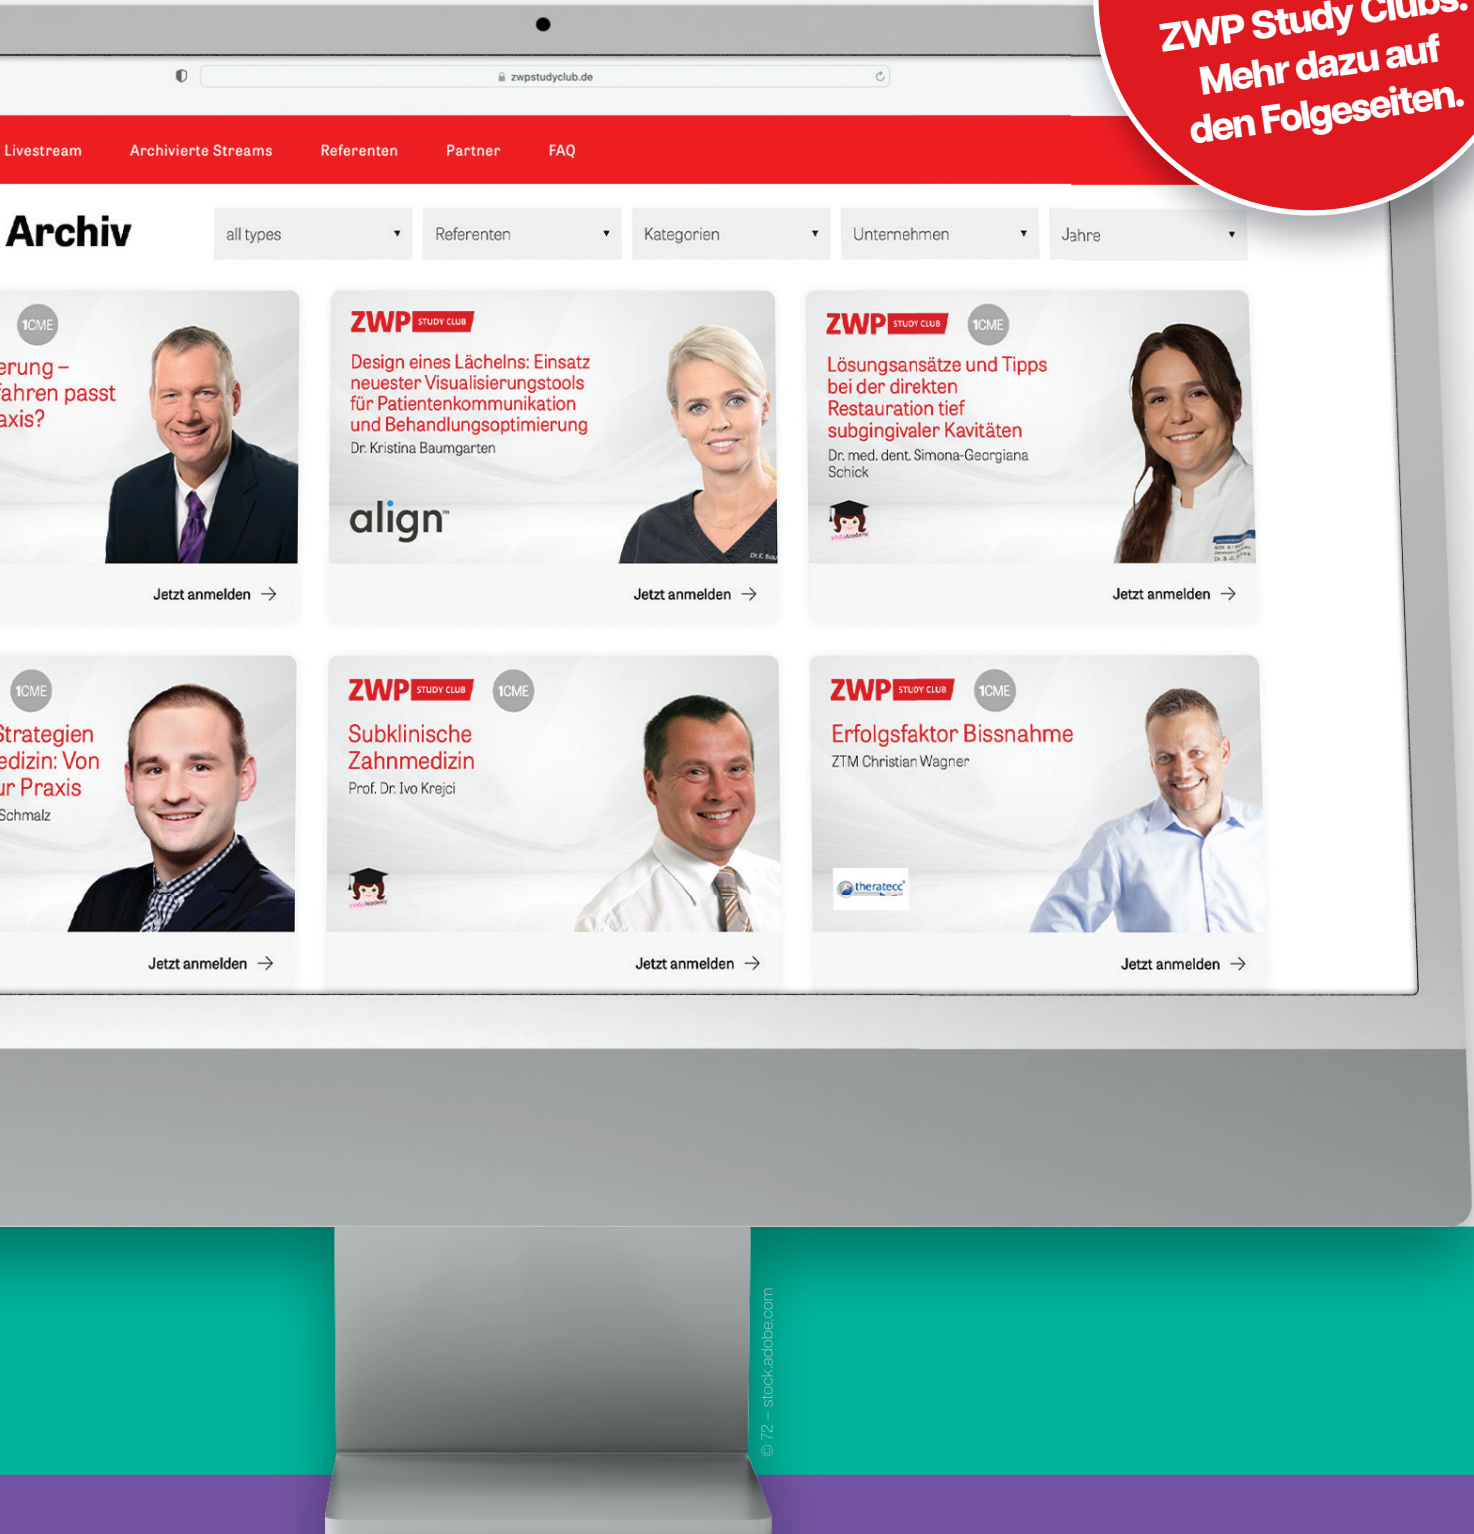 ZWP Study Clubs.
Mehr dazu auf
den Folgeseiten.
zwpstudyclub.de
Livestream Archivierte Streams Referenten Partner FAQ
Archiv
all types Referenten Kategorien Unternehmen Jahre
1CME
erung –
fahren passt
axis?
Jetzt anmelden
ZWP STUDY CLUB
Design eines Lächelns: Einsatz
neuester Visualisierungstools
für Patientenkommunikation
und Behandlungsoptimierung
Dr. Kristina Baumgarten
align™
Jetzt anmelden
ZWP STUDY CLUB 1CME
Lösungsansätze und Tipps
bei der direkten
Restauration tief
subgingivaler Kavitäten
Dr. med. dent. Simona-Georgiana
Schick
Jetzt anmelden
1CME
Strategien
edizin: Von
ur Praxis
Schmalz
Jetzt anmelden
ZWP STUDY CLUB 1CME
Subklinische
Zahnmedizin
Prof. Dr. Ivo Krejci
Jetzt anmelden
ZWP STUDY CLUB 1CME
Erfolgsfaktor Bissnahme
ZTM Christian Wagner
theratecc
Jetzt anmelden
© 72 – stock.adobe.com